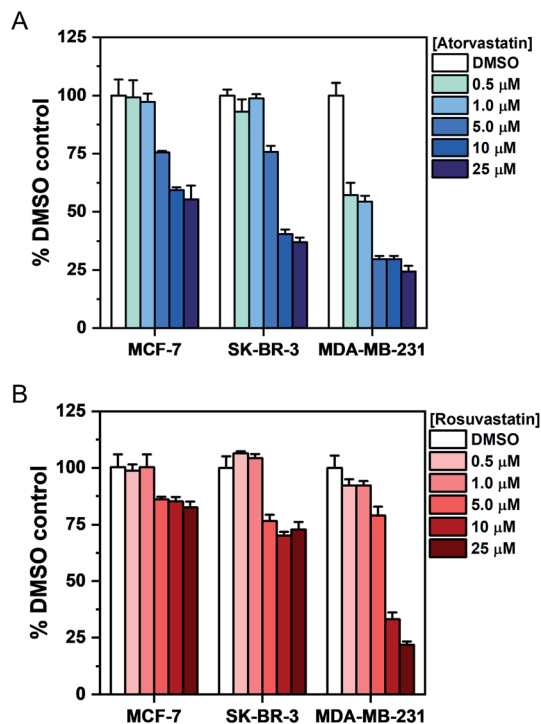 A
[Atorvastatin]
DMSO
0.5 μM
1.0 μM
5.0 μM
10 μM
25 μM
% DMSO control
125
100
75
50
25
0
MCF-7 SK-BR-3 MDA-MB-231
B
[Rosuvastatin]
DMSO
0.5 μM
1.0 μM
5.0 μM
10 μM
25 μM
% DMSO control
125
100
75
50
25
0
MCF-7 SK-BR-3 MDA-MB-231